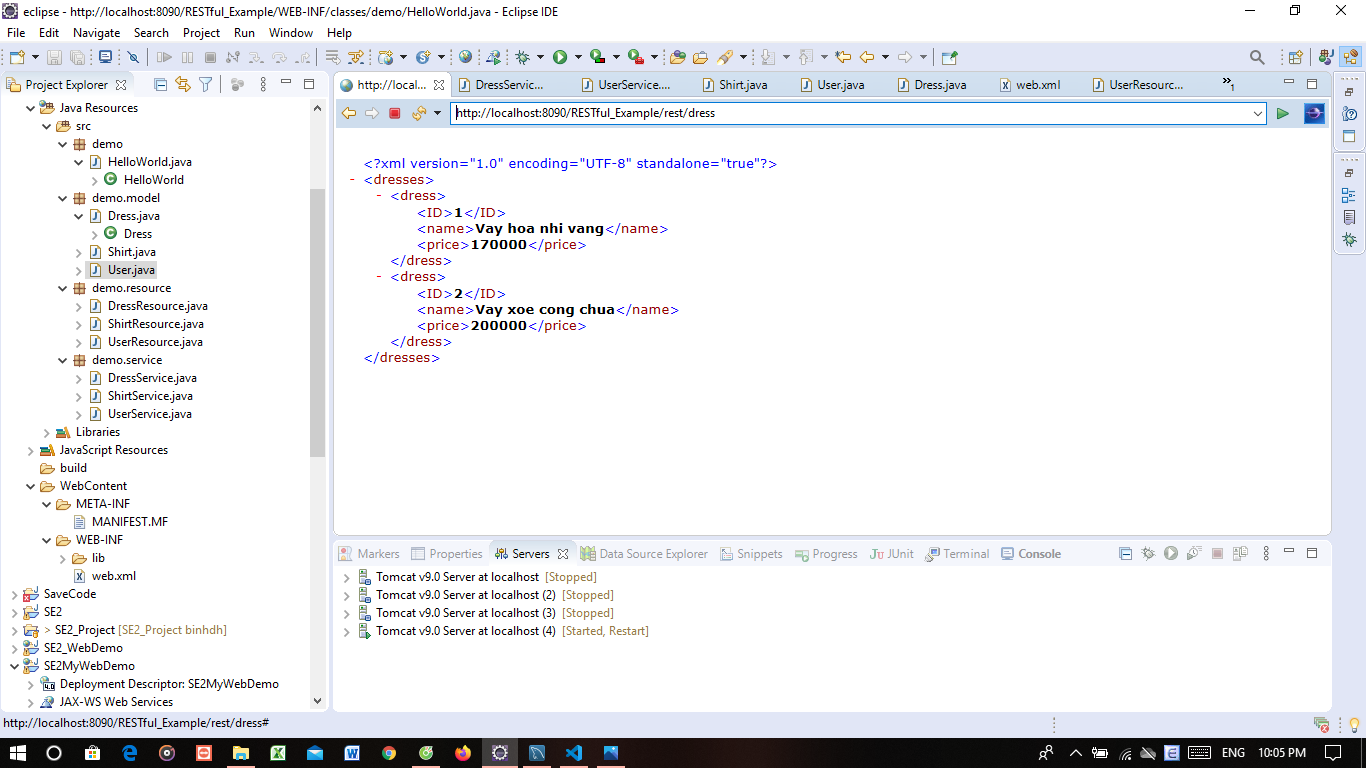 eclipse - http://localhost:8090/RESTful_Example/WEB-INF/classes/demo/HelloWorld.java - Eclipse IDE
File Edit Navigate Search Project Run Window Help
Project Explorer
Java Resources
src
demo
HelloWorld.java
HelloWorld
demo.model
Dress.java
Dress
Shirt.java
User.java
demo.resource
DressResource.java
ShirtResource.java
UserResource.java
demo.service
DressService.java
ShirtService.java
UserService.java
Libraries
JavaScript Resources
build
WebContent
META-INF
MANIFEST.MF
WEB-INF
lib
web.xml
SaveCode
SE2
> SE2_Project [SE2_Project binhdh]
SE2_WebDemo
SE2MyWebDemo
Deployment Descriptor: SE2MyWebDemo
JAX-WS Web Services
http://local... DressServic... UserService.... Shirt.java User.java Dress.java web.xml UserResourc... »1
http://localhost:8090/RESTful_Example/rest/dress
<?xml version="1.0" encoding="UTF-8" standalone="true"?>
- <dresses>
- <dress>
<ID>1</ID>
<name>Vay hoa nhi vang</name>
<price>170000</price>
</dress>
- <dress>
<ID>2</ID>
<name>Vay xoe cong chua</name>
<price>200000</price>
</dress>
</dresses>
Markers Properties Servers Data Source Explorer Snippets Progress JUnit Terminal Console
Tomcat v9.0 Server at localhost [Stopped]
Tomcat v9.0 Server at localhost (2) [Stopped]
Tomcat v9.0 Server at localhost (3) [Stopped]
Tomcat v9.0 Server at localhost (4) [Started, Restart]
http://localhost:8090/RESTful_Example/rest/dress#
ENG 10:05 PM